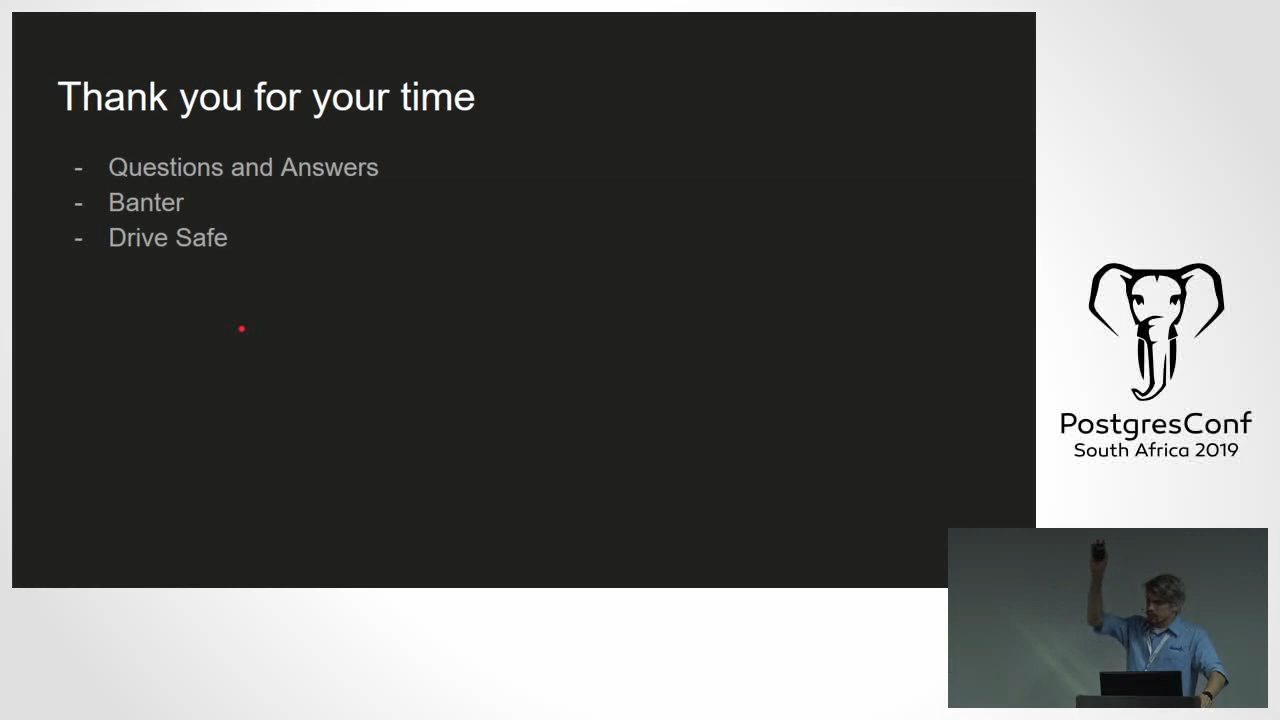 Thank you for your time
- Questions and Answers
- Banter
- Drive Safe
PostgresConf
South Africa 2019